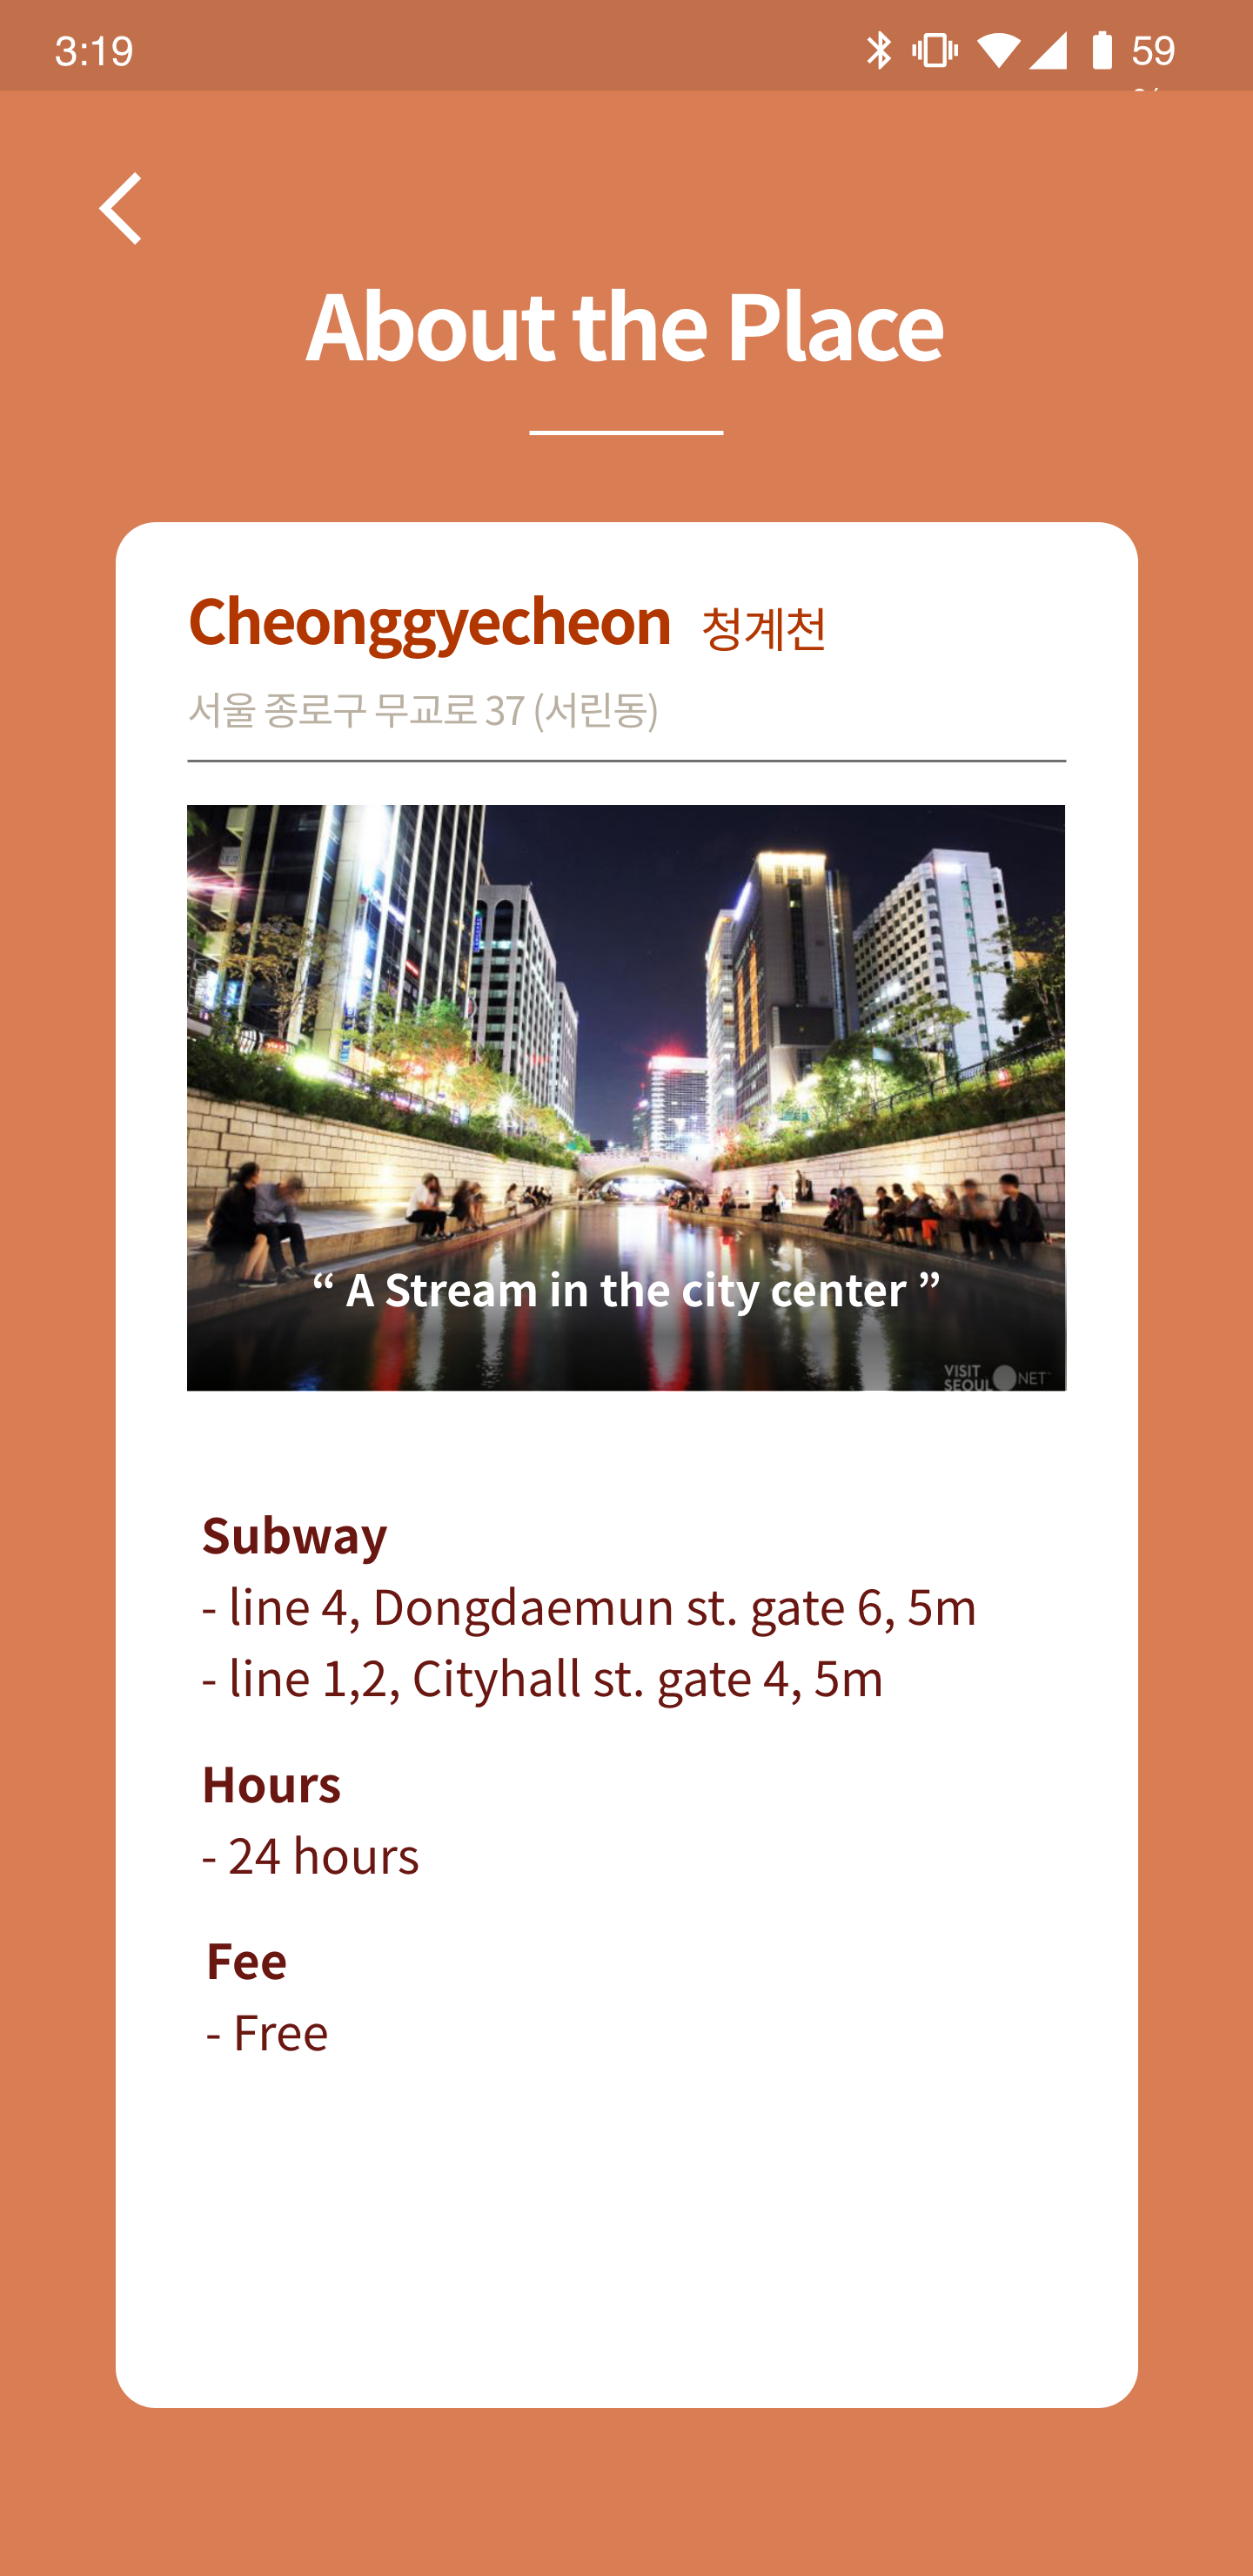 3:19 59
About the Place
Cheonggyecheon 청계천
서울 종로구 무교로 37 (서린동)
“ A Stream in the city center ”
VISIT
SEOUL NET
Subway
- line 4, Dongdaemun st. gate 6, 5m
- line 1,2, Cityhall st. gate 4, 5m
Hours
- 24 hours
Fee
- Free